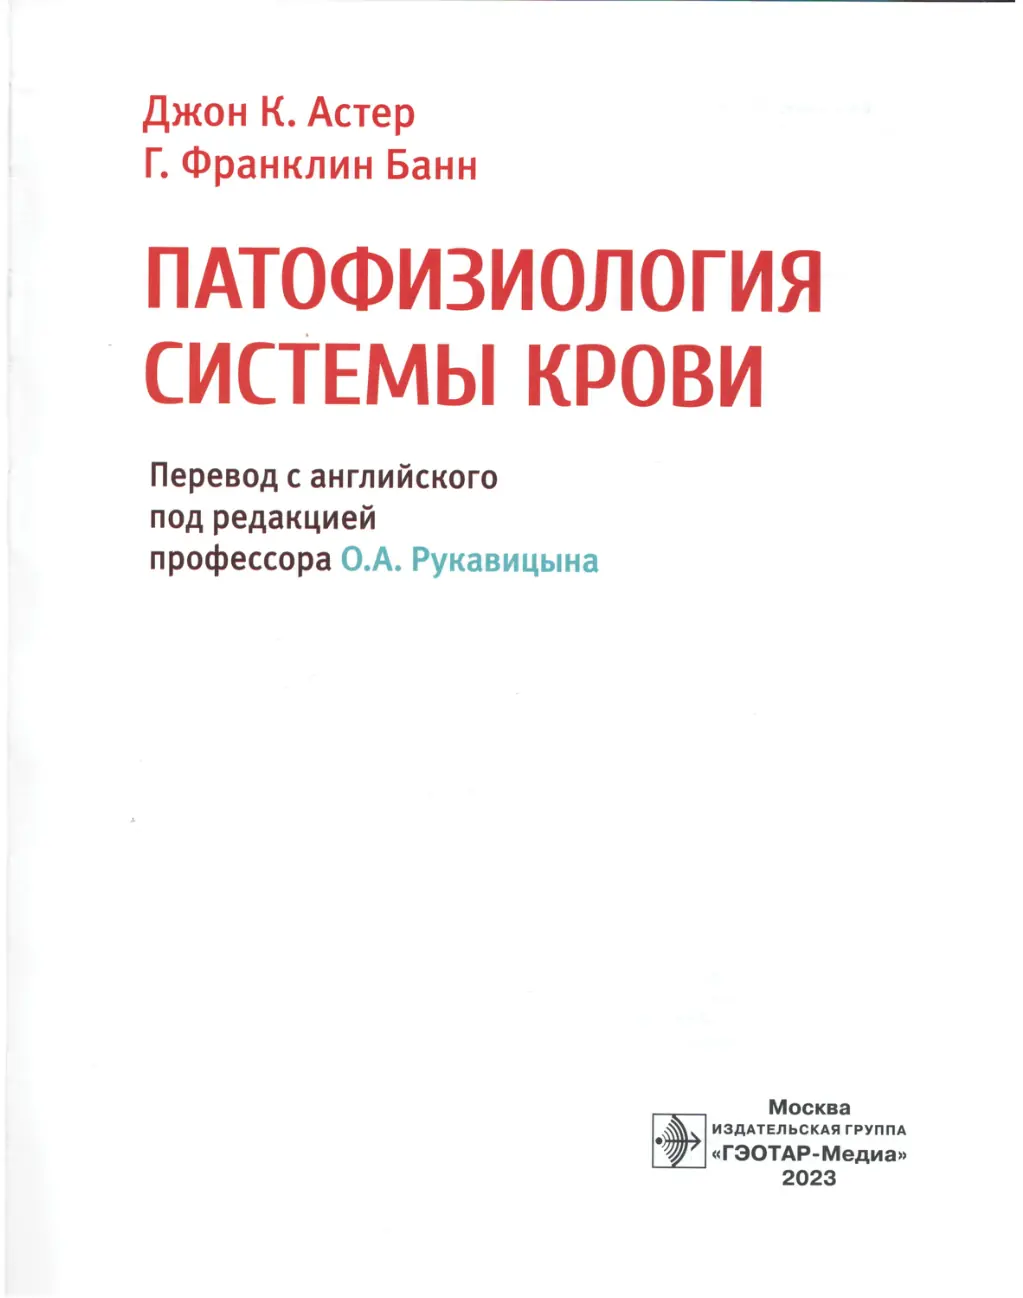 Джон К. Астер
Г. Франклин Банн
ПАТОФИЗИОЛОГИЯ
СИСТЕМЫ КРОВИ
Перевод с английского
под редакцией
профессора О.А. Рукавицына
Москва
ИЗДАТЕЛЬСКАЯ ГРУППА
«ГЭОТАР-Медиа»
2023